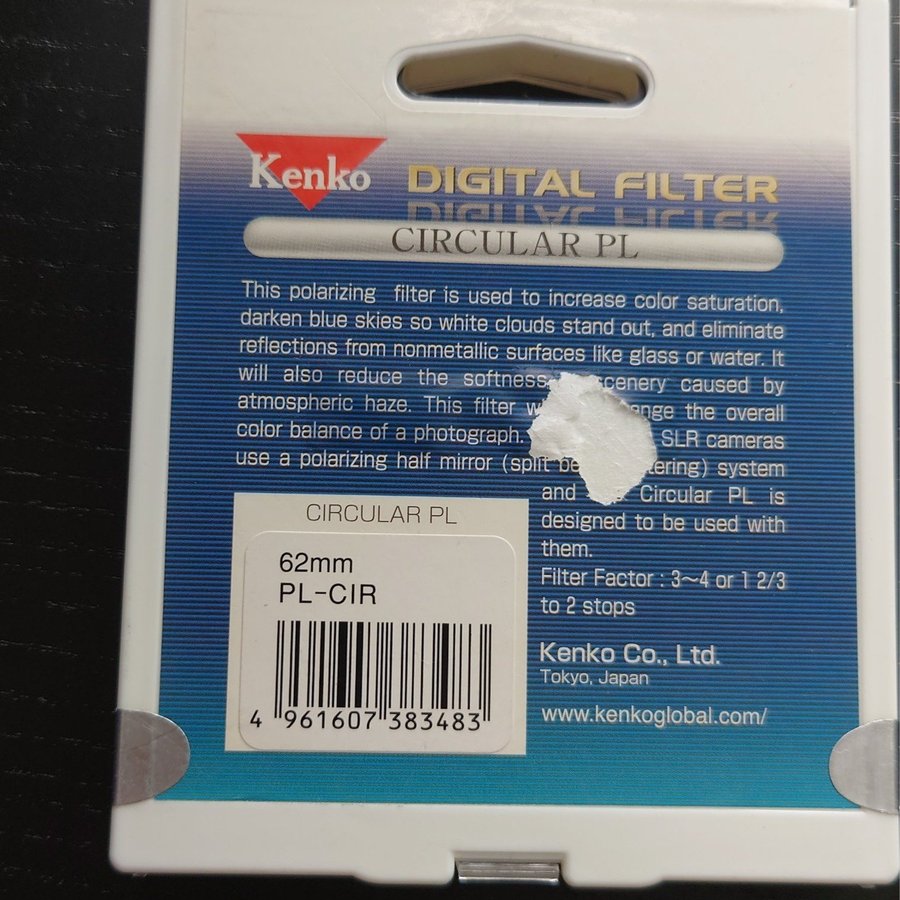 Kenko
DIGITAL FILTER
CIRCULAR PL
This polarizing filter is used to increase color saturation,
darken blue skies so white clouds stand out, and eliminate
reflections from nonmetallic surfaces like glass or water. It
will also reduce the softness caused by
atmospheric haze. This filter the overall
color balance of a photograph. SLR cameras
use a polarizing half mirror (split system
and Circular PL is
designed to be used with
them.
Filter Factor : 3~4 or 1 2/3
to 2 stops
CIRCULAR PL
62mm
PL-CIR
4 961607 383483
Kenko Co., Ltd.
Tokyo, Japan
www.kenkoglobal.com/